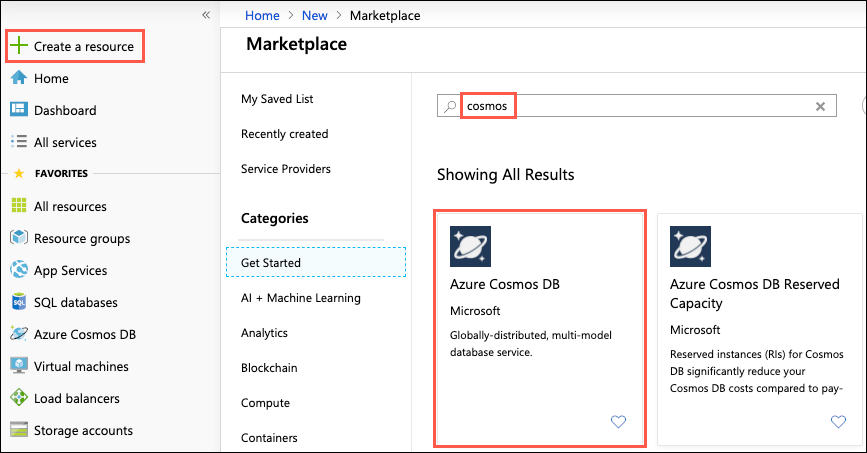 «
Create a resource
Home
Dashboard
All services
FAVORITES
All resources
Resource groups
App Services
SQL databases
Azure Cosmos DB
Virtual machines
Load balancers
Storage accounts
Home > New > Marketplace
Marketplace
My Saved List
Recently created
Service Providers
Categories
Get Started
AI + Machine Learning
Analytics
Blockchain
Compute
Containers
cosmos
Showing All Results
Azure Cosmos DB
Microsoft
Globally-distributed, multi-model
database service.
Azure Cosmos DB Reserved
Capacity
Microsoft
Reserved instances (RIs) for Cosmos
DB significantly reduce your
Cosmos DB costs compared to pay-